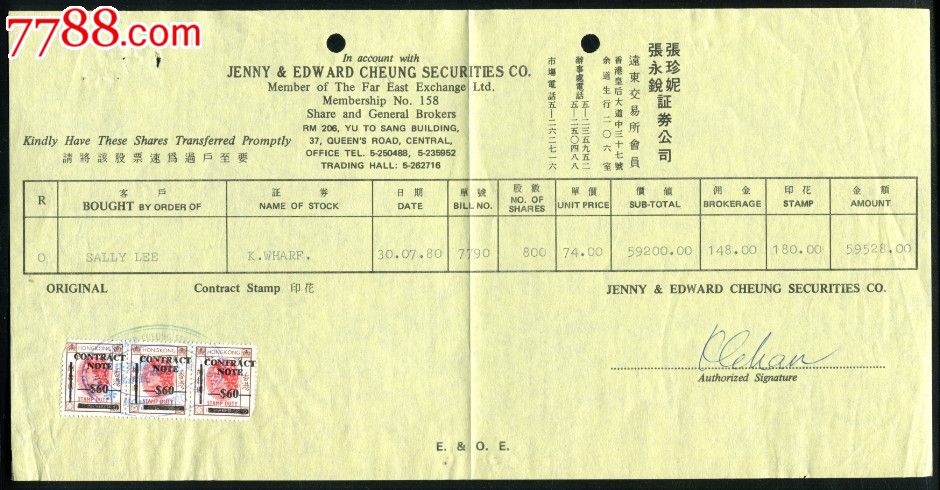 7788.com
In account with
JENNY & EDWARD CHEUNG SECURITIES CO.
Member of The Far East Exchange Ltd.
Membership No. 158
Share and General Brokers
RM 206, YU TO SANG BUILDING,
37, QUEEN'S ROAD, CENTRAL,
OFFICE TEL. 5-250488, 5-235952
TRADING HALL: 5-262716
張珍妮
張永銳証券公司
遠東交易所會員
香港皇后大道中三十七號
余道生行二〇六室
辦事處電話五-二三五九五二
五-二五〇四八八
市場電話五-二六二七一六
Kindly Have These Shares Transferred Promptly
請將該股票速爲過戶至要
R 客戶 証券 日期 單號 股數 單價 價値 佣金 印花 金額
BOUGHT BY ORDER OF NAME OF STOCK DATE BILL NO. NO. OF SHARES UNIT PRICE SUB-TOTAL BROKERAGE STAMP AMOUNT
O SALLY LEE K.WHARF. 30.07.80 7790 800 74.00 59200.00 148.00 180.00 59528.00
ORIGINAL Contract Stamp 印花 JENNY & EDWARD CHEUNG SECURITIES CO.
HONGKONG HONGKONG HONGKONG
CONTRACT NOTE CONTRACT NOTE CONTRACT NOTE
$60 $60 $60
STAMP DUTY STAMP DUTY STAMP DUTY
Authorized Signature
E. & O. E.